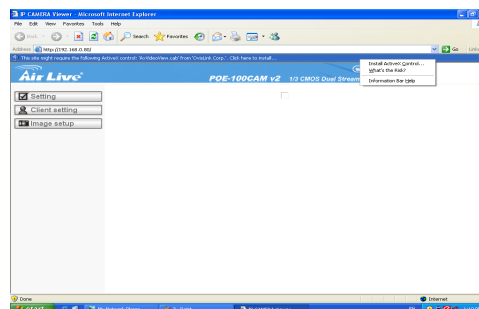 IP CAMERA Viewer - Microsoft Internet Explorer
File Edit View Favorites Tools Help
Back Search Favorites
Address http://192.168.0.80/ Go Links
This site might require the following ActiveX control: 'AxVideoView.cab' from 'OvisLink Corp.'. Click here to install...
Install ActiveX Control...
What's the Risk?
Information Bar Help
Air Live POE-100CAM v2 1/3 CMOS Dual Stream
Setting
Client setting
Image setup
Done Internet
start